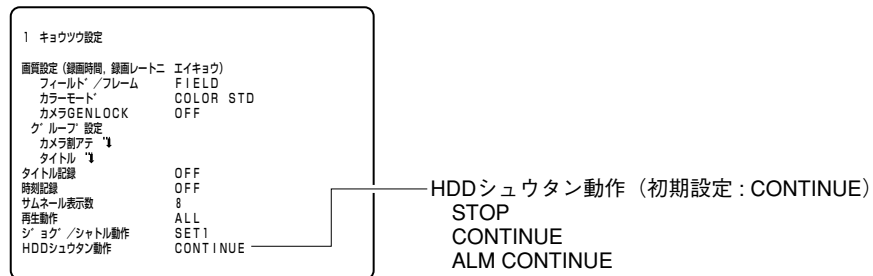 1 キョウツウ設定
画質設定（録画時間，録画レートニ エイキョウ）
フィールド／フレーム FIELD
カラーモード COLOR STD
カメラGENLOCK OFF
グループ設定
カメラ割アテ
タイトル
タイトル記録 OFF
時刻記録 OFF
サムネール表示数 8
再生動作 ALL
ジョグ／シャトル動作 SET1
HDDシュウタン動作 CONTINUE
HDDシュウタン動作（初期設定 : CONTINUE）
STOP
CONTINUE
ALM CONTINUE